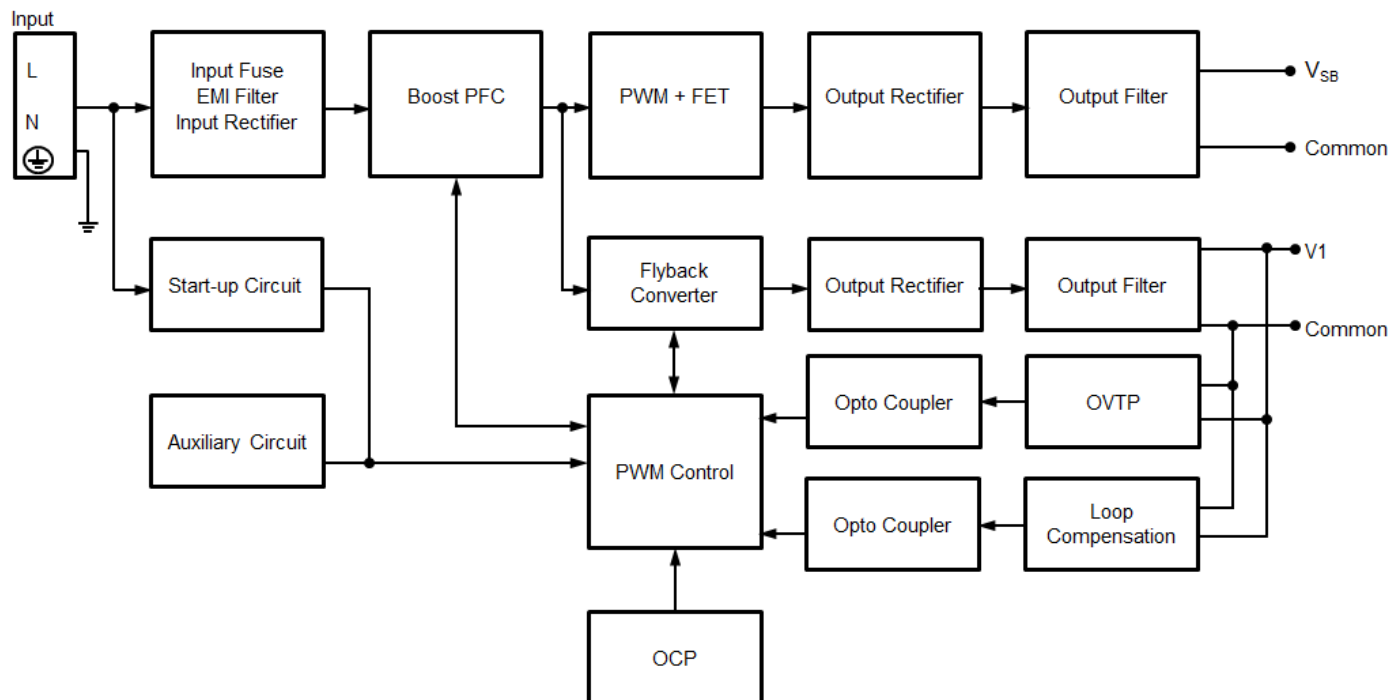 Input
L
N
Input Fuse
EMI Filter
Input Rectifier
Boost PFC
PWM + FET
Output Rectifier
Output Filter
VSB
Common
Start-up Circuit
Flyback
Converter
Output Rectifier
Output Filter
V1
Common
Auxiliary Circuit
PWM Control
Opto Coupler
OVTP
Opto Coupler
Loop
Compensation
OCP